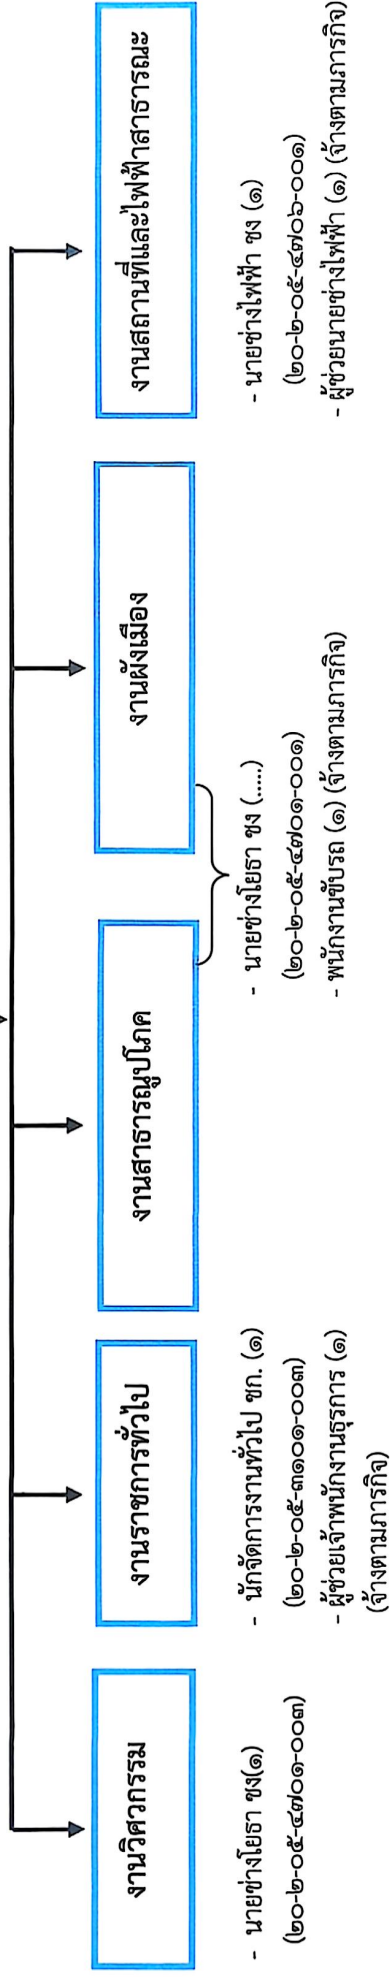 งานวิศวกรรม
- นายช่างโยธา ชง(๑)
(๒๐-๒-๐๕-๔๗๐๑-๐๐๓)
งานราชการทั่วไป
- นักจัดการงานทั่วไป ชก. (๑)
(๒๐-๒-๐๕-๓๑๐๑-๐๐๓)
- ผู้ช่วยเจ้าพนักงานธุรการ (๑)
(จ้างตามภารกิจ)
งานสาธารณูปโภค
งานผังเมือง
- นายช่างโยธา ชง (.....)
(๒๐-๒-๐๕-๔๗๐๑-๐๐๑)
- พนักงานขับรถ (๑) (จ้างตามภารกิจ)
งานสถานที่และไฟฟ้าสาธารณะ
- นายช่างไฟฟ้า ชง (๑)
(๒๐-๒-๐๕-๔๗๐๖-๐๐๑)
- ผู้ช่วยนายช่างไฟฟ้า (๑) (จ้างตามภารกิจ)